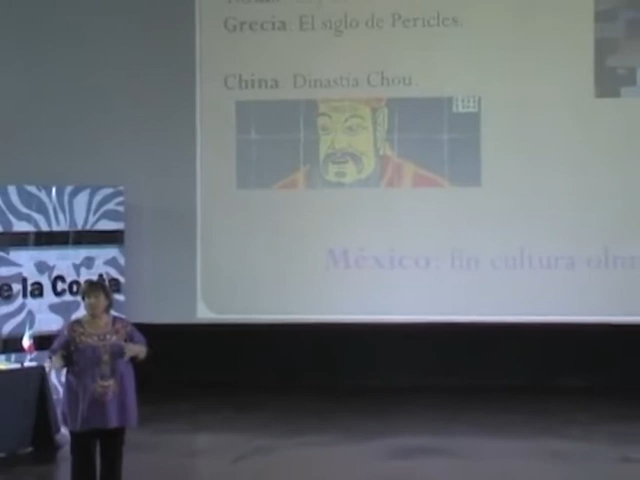 Grecia: El siglo de Pericles.
China: Dinastía Chou.
México: fin cultura olm
e la Co